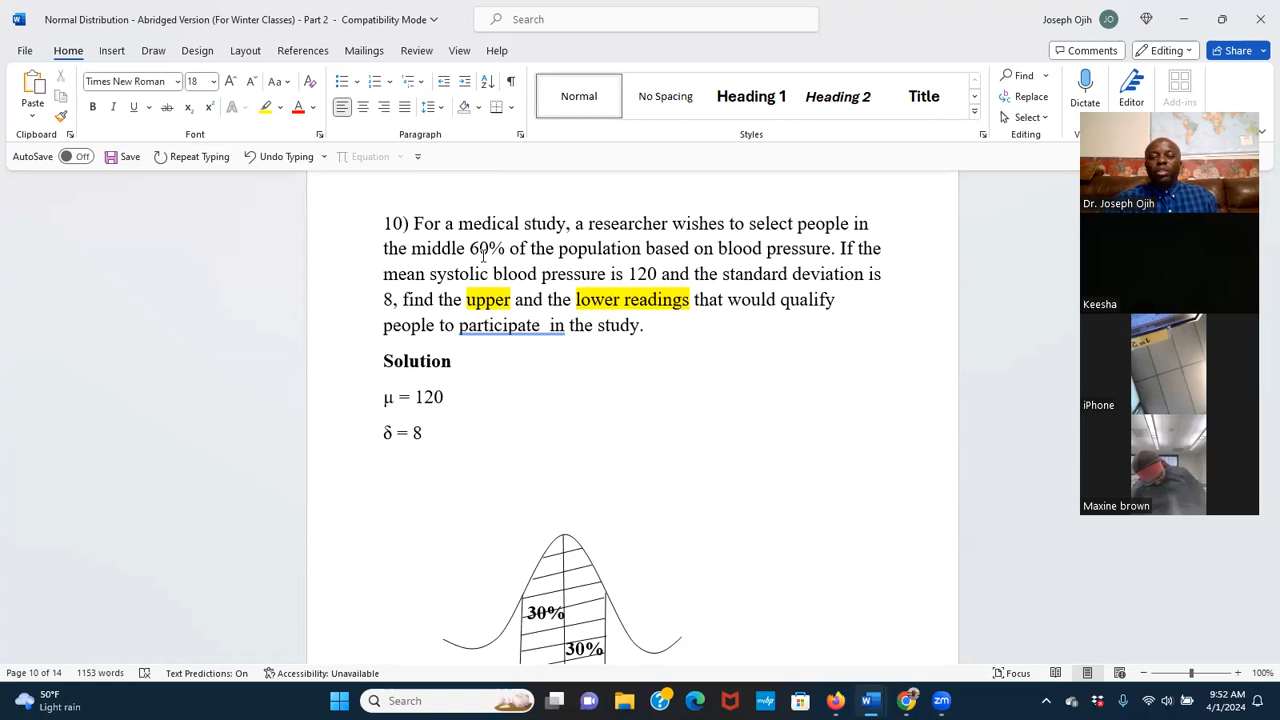 Normal Distribution - Abridged Version (For Winter Classes) - Part 2 - Compatibility Mode
Search
Joseph Ojih
JO
File Home Insert Draw Design Layout References Mailings Review View Help
Comments Editing Share
Paste
Times New Roman 18
Normal No Spacing Heading 1 Heading 2 Title
Find
Replace
Select
Dictate Editor Add-ins
Clipboard Font Paragraph Styles Editing
AutoSave Off Save Repeat Typing Undo Typing Equation
10) For a medical study, a researcher wishes to select people in
the middle 60% of the population based on blood pressure. If the
mean systolic blood pressure is 120 and the standard deviation is
8, find the upper and the lower readings that would qualify
people to participate in the study.
Solution
μ = 120
δ = 8
30%
30%
Dr. Joseph Ojih
Keesha
iPhone
Maxine brown
Page 10 of 14 1153 words Text Predictions: On Accessibility: Unavailable Focus 100%
50°F
Light rain
Search
9:52 AM
4/1/2024